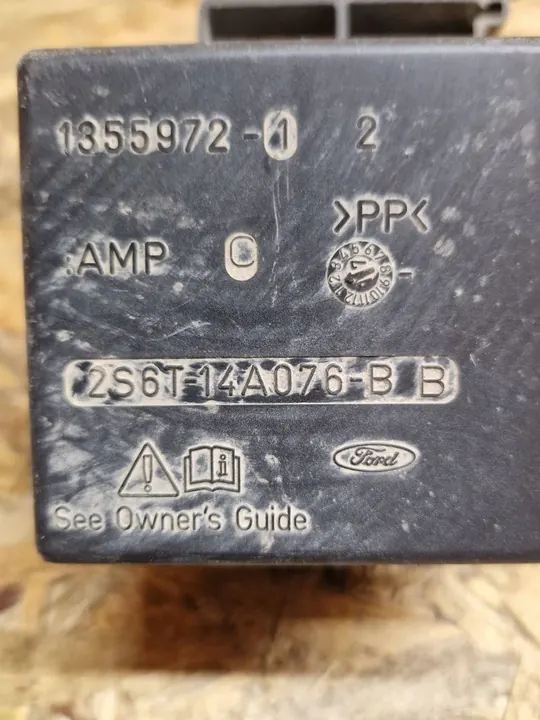 1355972-1 2
>PP<
:AMP C
2S6T-14A076-B B
Ford
See Owner's Guide